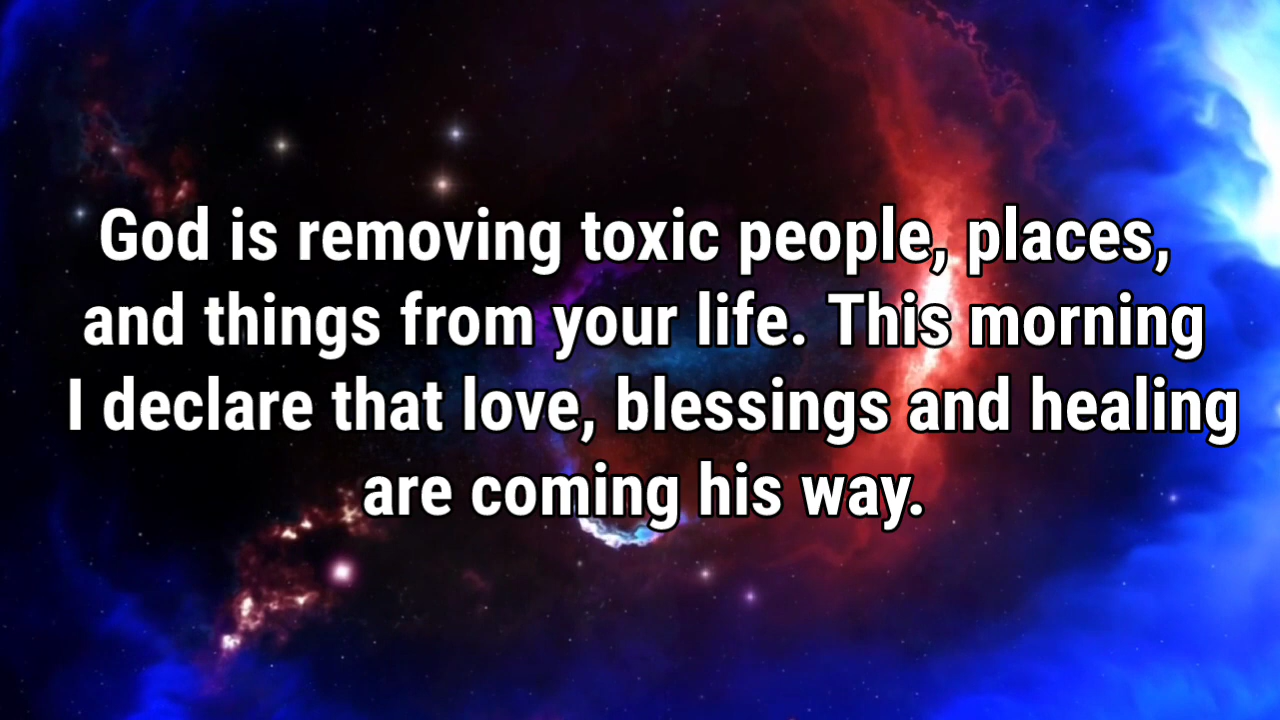 God is removing toxic people, places,
and things from your life. This morning
I declare that love, blessings and healing
are coming his way.